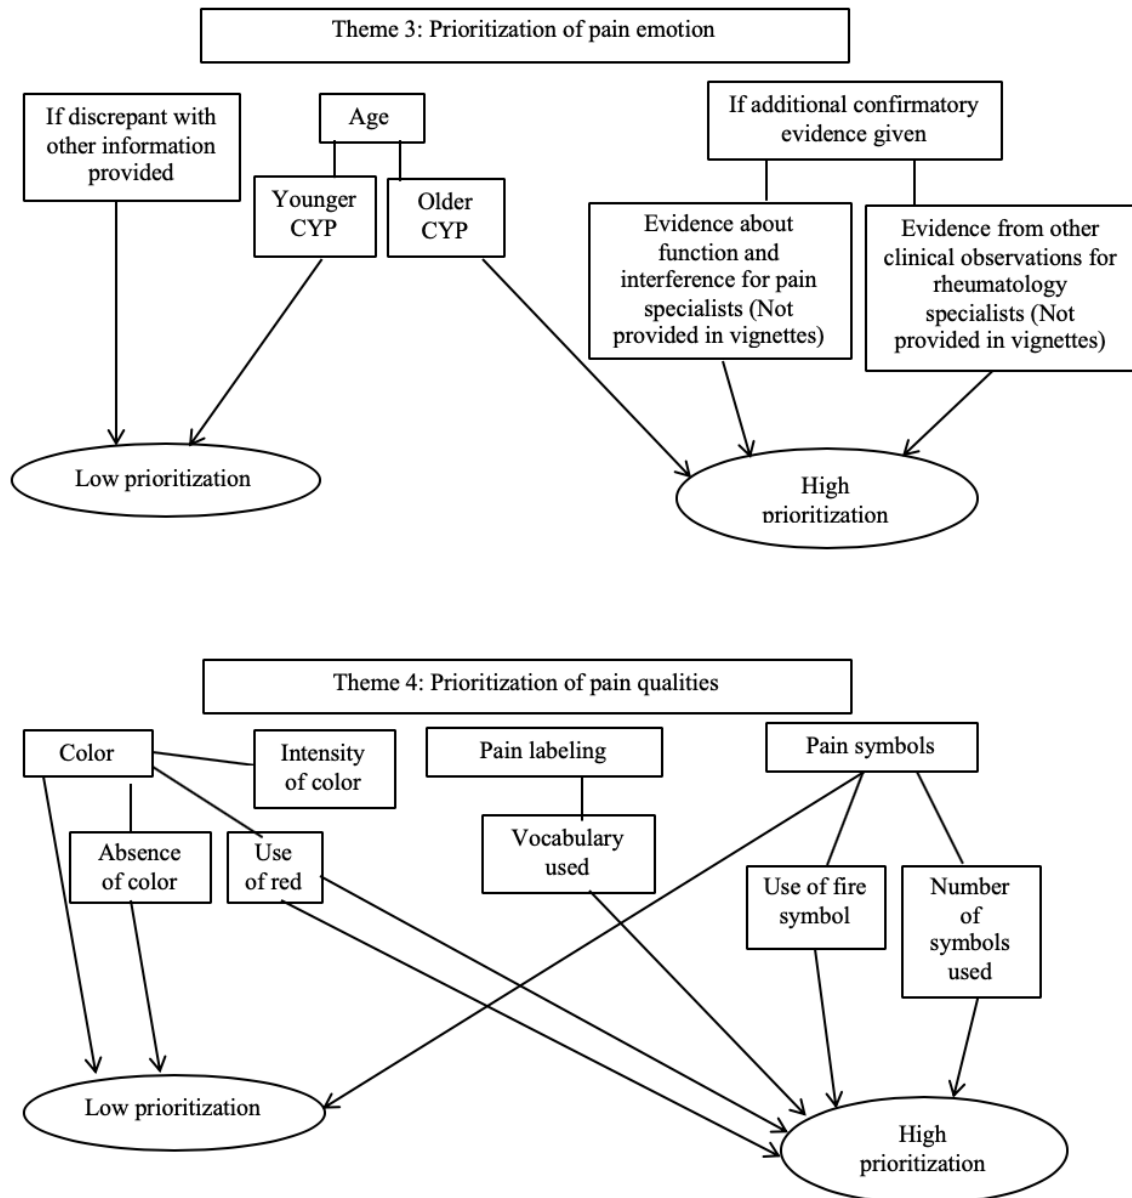 Theme 3: Prioritization of pain emotion
If discrepant with
other information
provided
Age
If additional confirmatory
evidence given
Younger
CYP
Older
CYP
Evidence about
function and
interference for pain
specialists (Not
provided in vignettes)
Evidence from other
clinical observations for
rheumatology
specialists (Not
provided in vignettes)
Low prioritization
High
prioritization
Theme 4: Prioritization of pain qualities
Color
Intensity
of color
Pain labeling
Pain symbols
Absence
of color
Use
of red
Vocabulary
used
Use of fire
symbol
Number
of
symbols
used
Low prioritization
High
prioritization